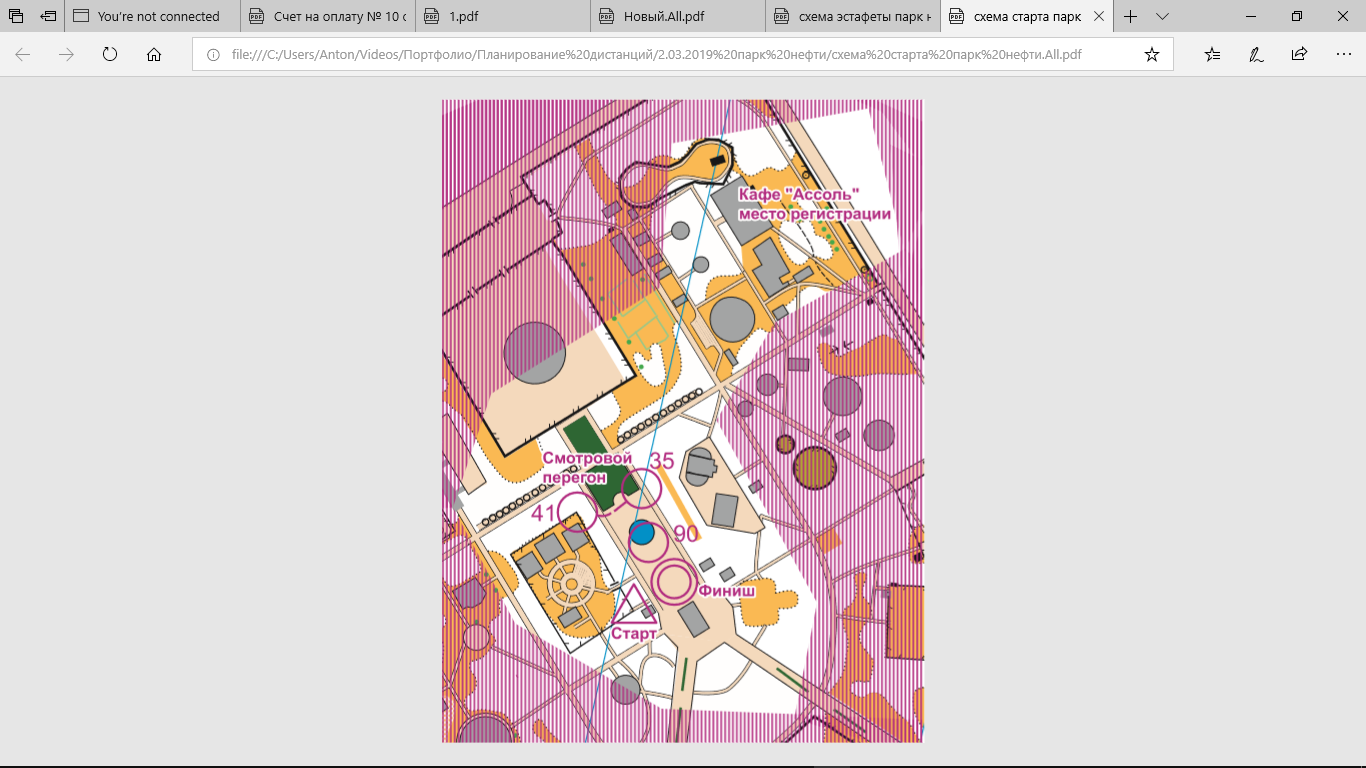 You're not connected
Счет на оплату № 10 о
1.pdf
Новый.All.pdf
схема эстафеты парк н
схема старта парк
file:///C:/Users/Anton/Videos/Портфолио/Планирование%20дистанций/2.03.2019%20парк%20нефти/схема%20старта%20парк%20нефти.All.pdf
Кафе "Ассоль"
место регистрации
Смотровой
перегон
35
41
90
Финиш
Старт